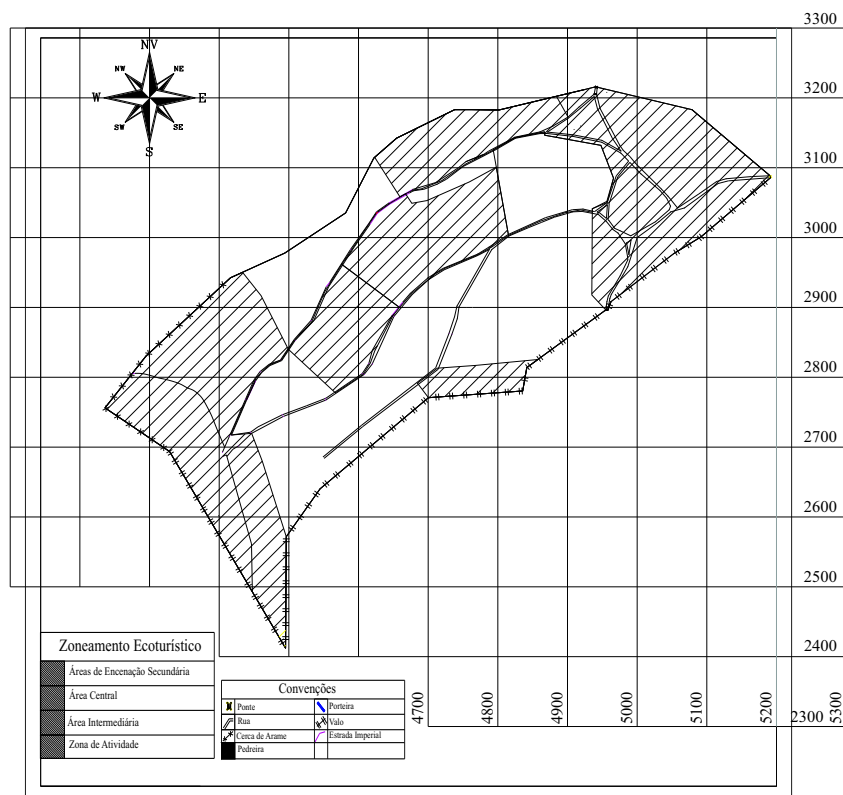 NV
NW
NE
W
E
SW
SE
S
3300
3200
3100
3000
2900
2800
2700
2600
2500
2400
2300
4700
4800
4900
5000
5100
5200
5300
Zoneamento Ecoturístico
Áreas de Encenação Secundária
Área Central
Área Intermediária
Zona de Atividade
Convenções
Ponte
Porteira
Rua
Valo
Cerca de Arame
Estrada Imperial
Pedreira